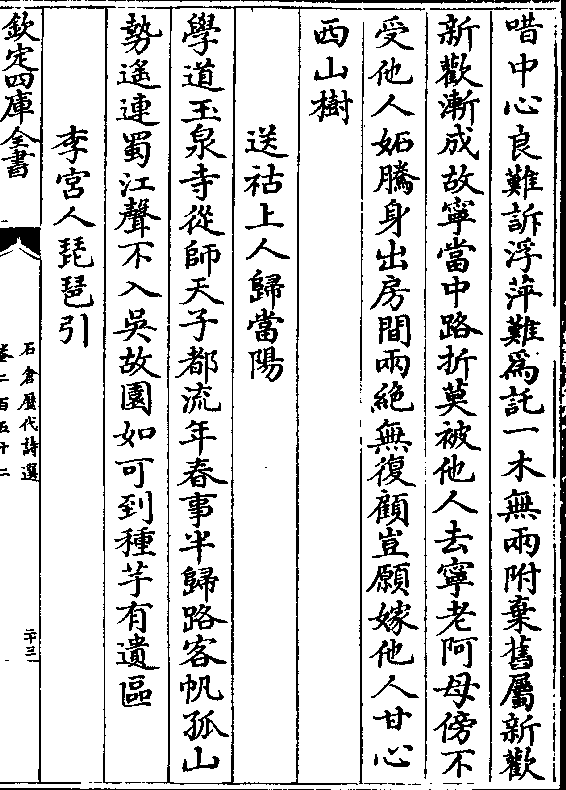 唶中心良難訴浮萍難爲託一木無兩附棄舊屬新歡
新歡漸成故寧當中路折莫被他人去寧老阿母傍不
受他人妬騰身出房間兩絶無復顧豈願嫁他人甘心
西山樹
送祜上人歸當陽
學道玉泉寺從師天子都流年春事半歸路客帆孤山
勢遙連蜀江聲不入吳故園如可到種芋有遺區
李宮人琵琶引
欽定四庫全書
石倉歷代詩選
卷二百五十二
二十三